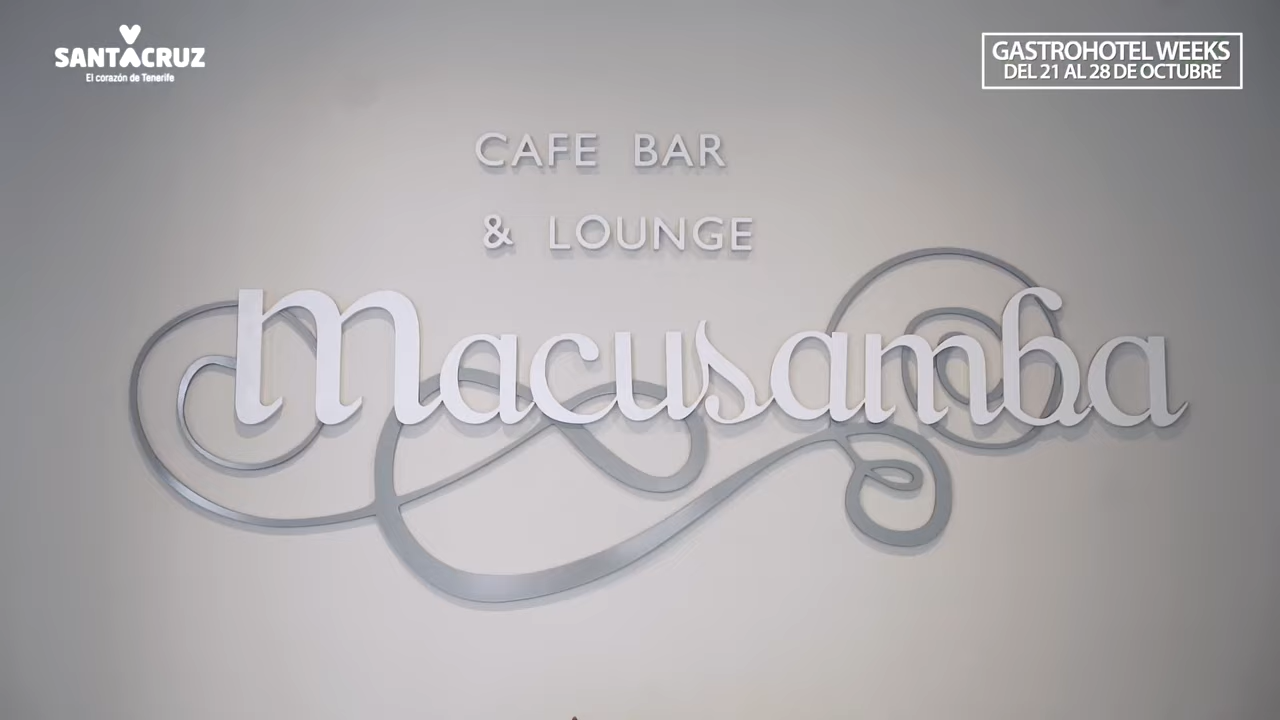 SANTACRUZ
El corazón de Tenerife
GASTROHOTEL WEEKS
DEL 21 AL 28 DE OCTUBRE
CAFE BAR
& LOUNGE
Macusamba